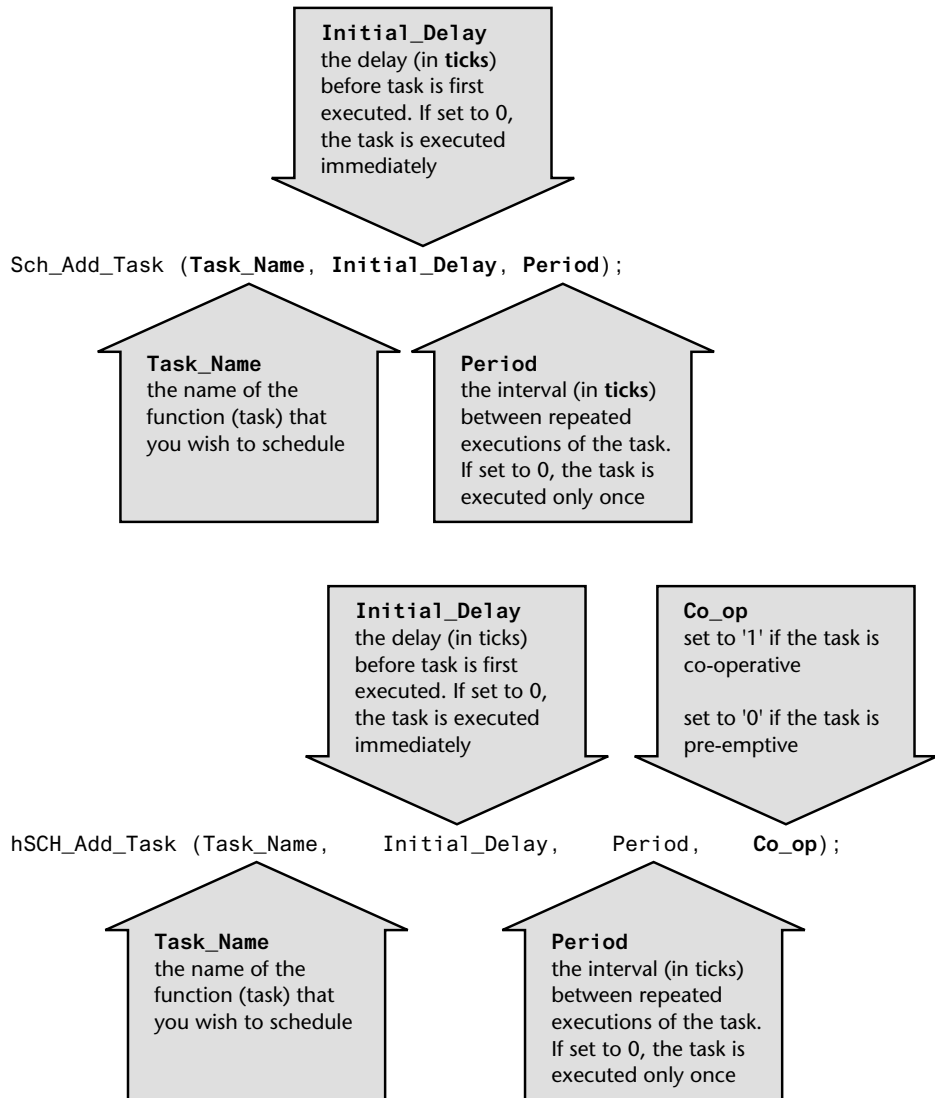 Initial_Delay
the delay (in ticks)
before task is first
executed. If set to 0,
the task is executed
immediately
Sch_Add_Task (Task_Name, Initial_Delay, Period);
Task_Name
the name of the
function (task) that
you wish to schedule
Period
the interval (in ticks)
between repeated
executions of the task.
If set to 0, the task is
executed only once
Initial_Delay
the delay (in ticks)
before task is first
executed. If set to 0,
the task is executed
immediately
Co_op
set to '1' if the task is
co-operative
set to '0' if the task is
pre-emptive
hSCH_Add_Task (Task_Name, Initial_Delay, Period, Co_op);
Task_Name
the name of the
function (task) that
you wish to schedule
Period
the interval (in ticks)
between repeated
executions of the task.
If set to 0, the task is
executed only once